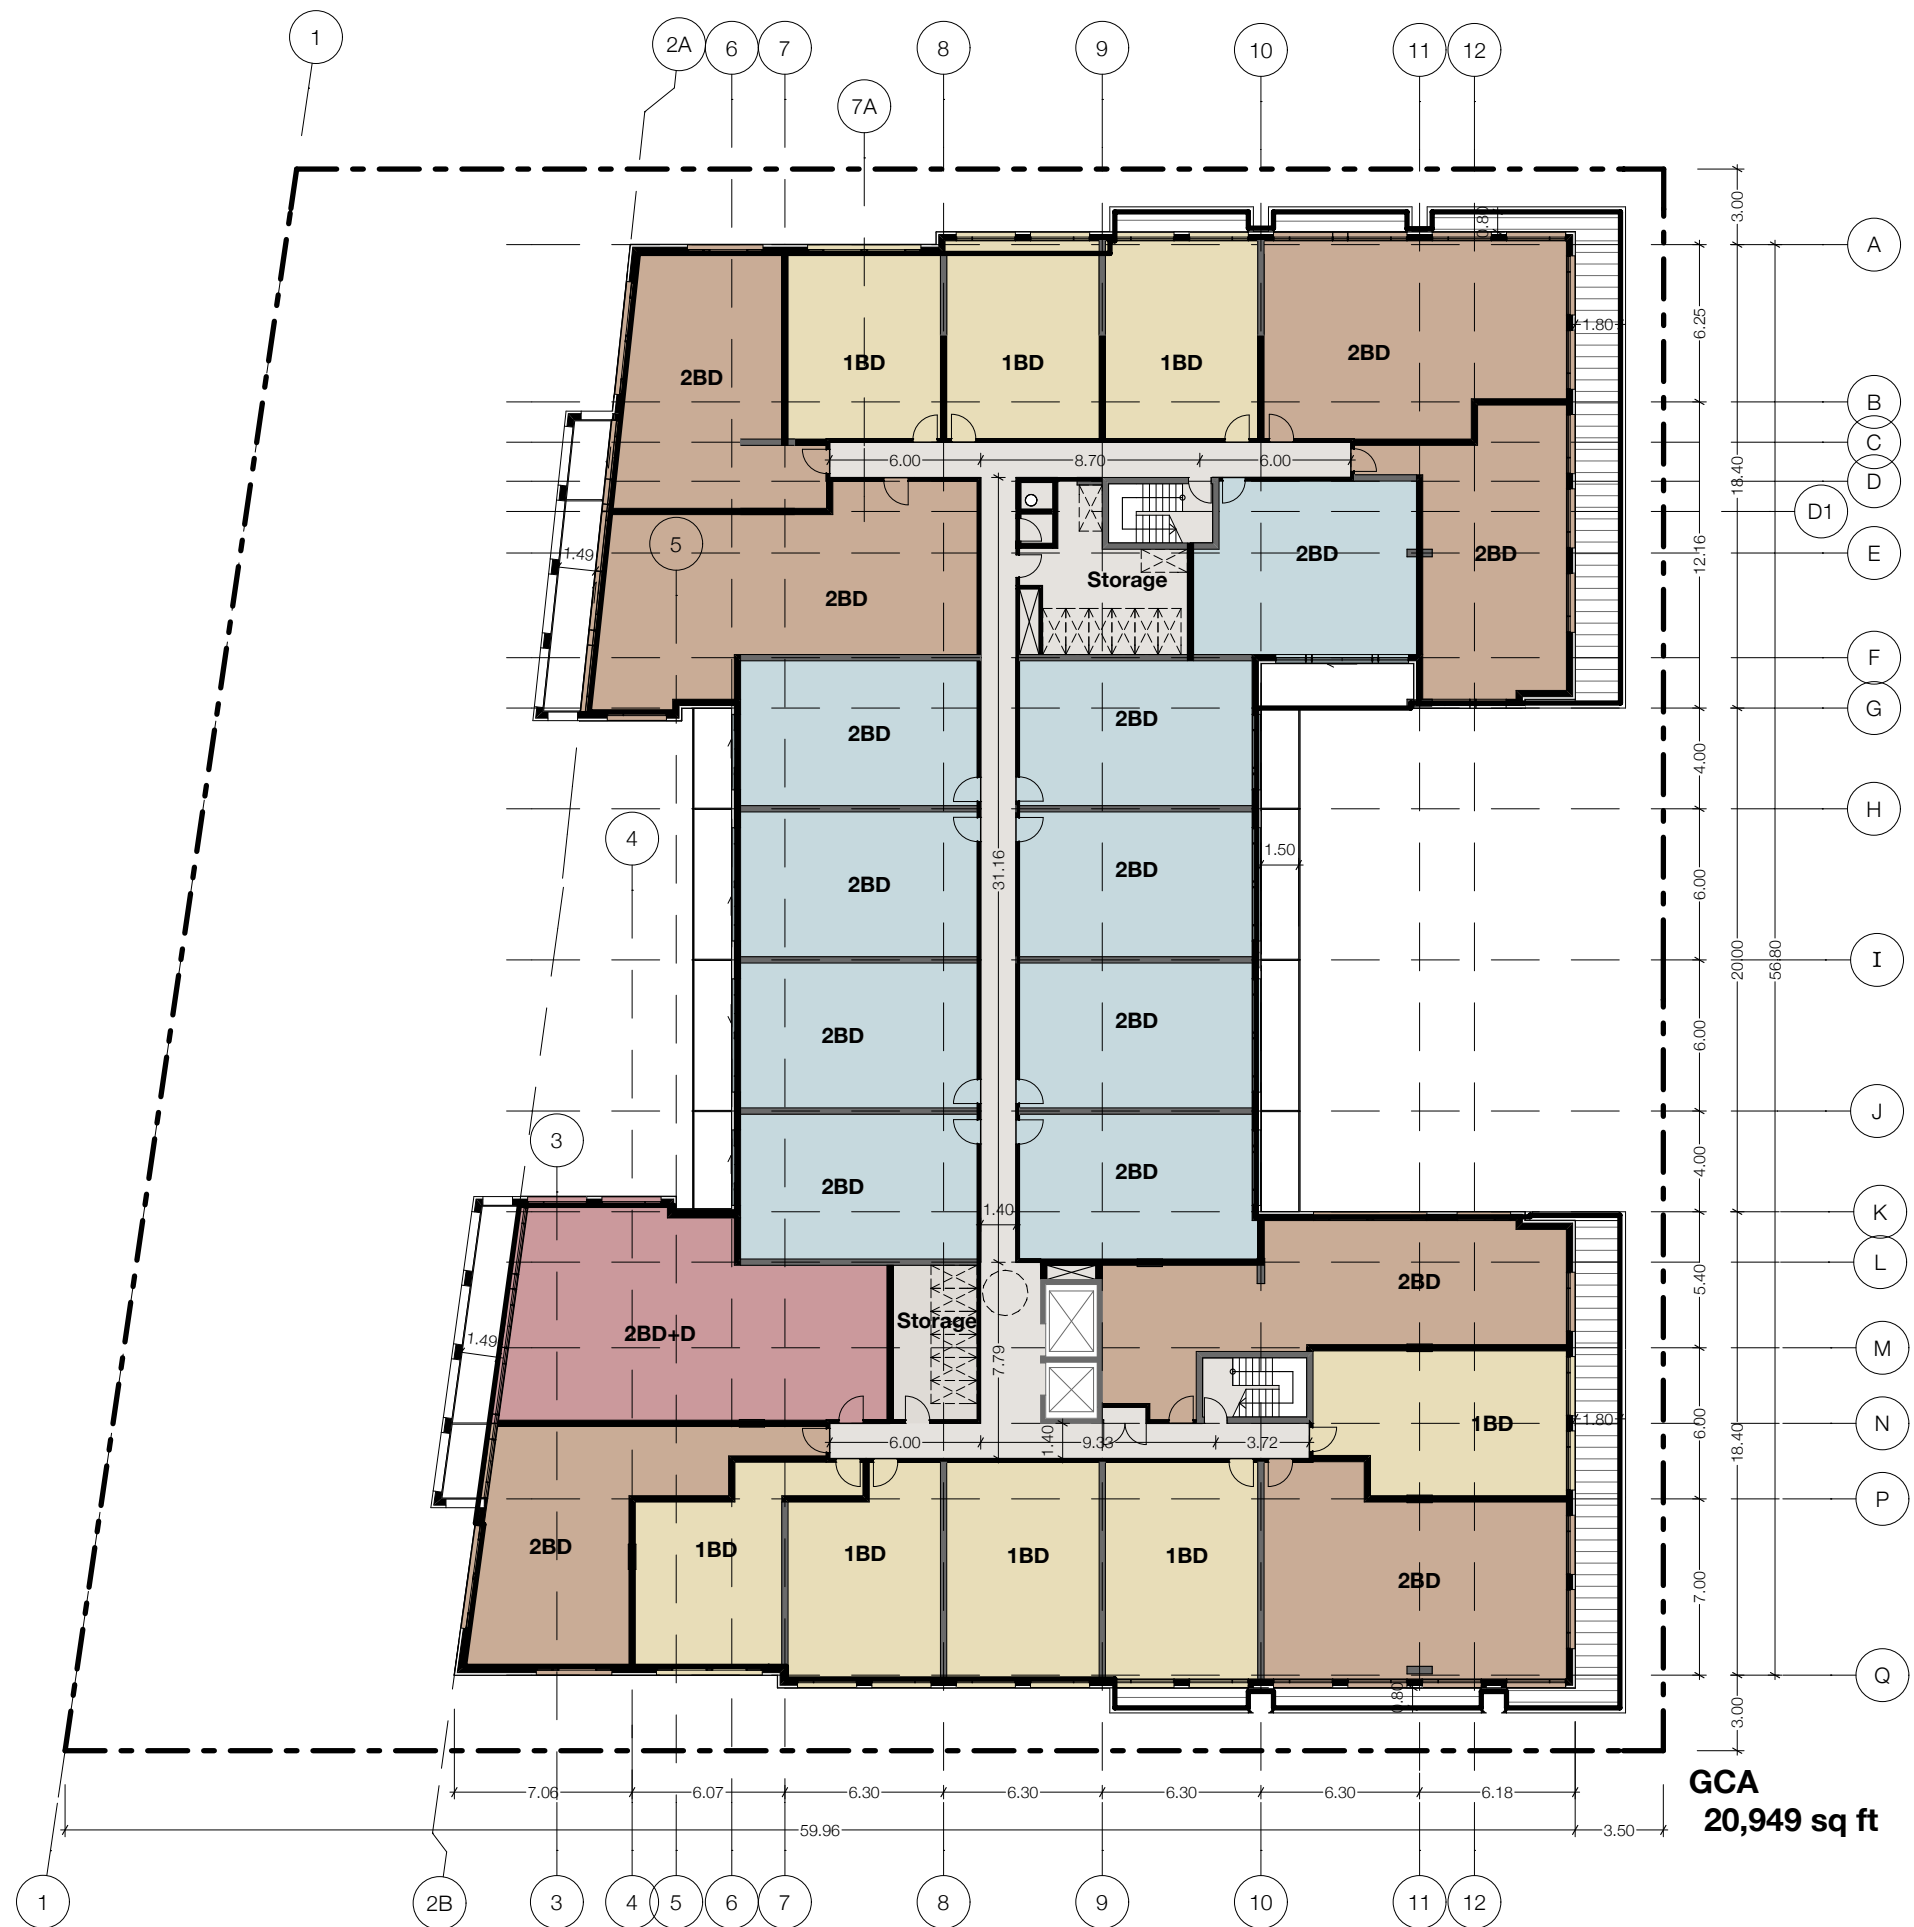 1
2A
6
7
8
9
10
11
12
7A
3.00
0.80
A
6.25
1.80
2BD
1BD
1BD
1BD
2BD
B
C
6.00
8.70
6.00
18.40
D
D1
5
1.49
12.16
E
2BD
2BD
Storage
2BD
F
G
2BD
2BD
4.00
H
4
1.50
31.16
2BD
2BD
6.00
I
20.00
56.80
2BD
2BD
6.00
J
3
2BD
2BD
4.00
1.40
K
L
2BD
5.40
Storage
2BD+D
1.49
7.79
M
1BD
1.80
6.00
N
6.00
1.40
9.33
3.72
18.40
P
2BD
1BD
1BD
1BD
1BD
2BD
7.00
Q
0.80
3.00
7.06
6.07
6.30
6.30
6.30
6.30
6.18
GCA
20,949 sq ft
59.96
3.50
1
2B
3
4
5
6
7
8
9
10
11
12